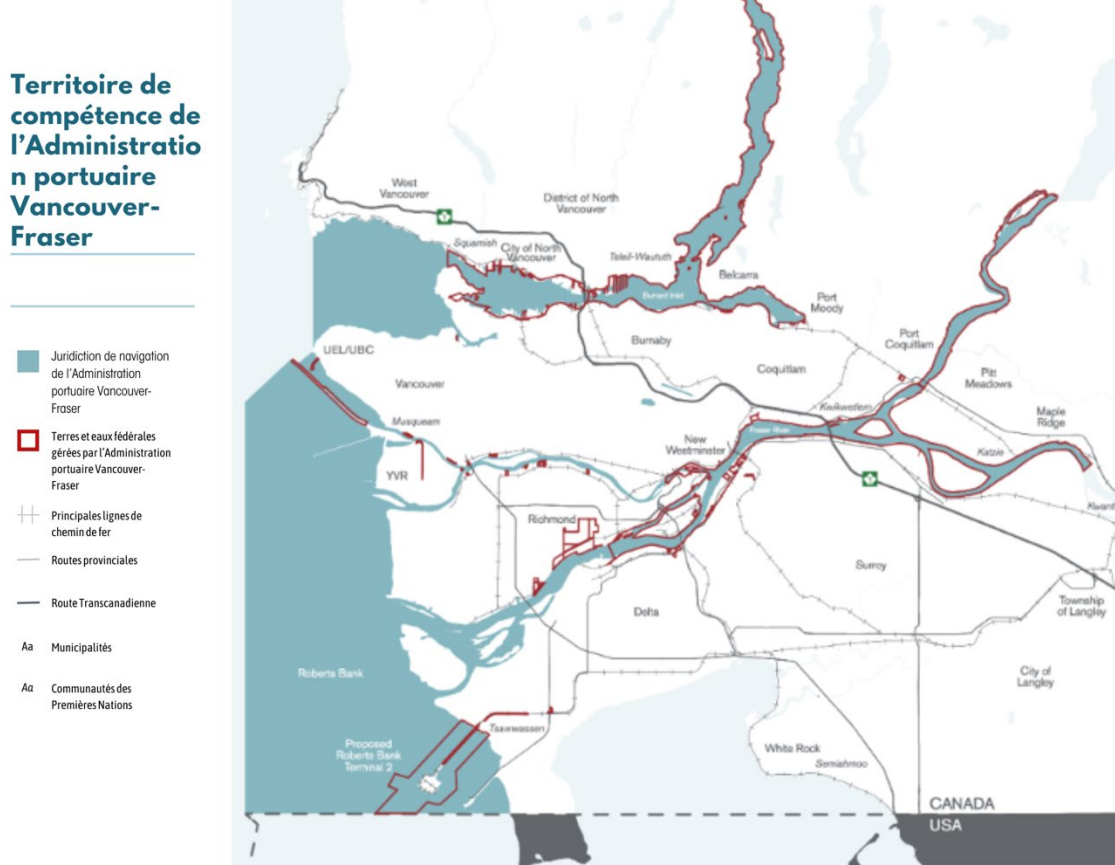 Territoire de
compétence de
l'Administratio
n portuaire
Vancouver-
Fraser
Juridiction de navigation
de l'Administration
portuaire Vancouver-
Fraser
Terres et eaux fédérales
gérées par l'Administration
portuaire Vancouver-
Fraser
Principales lignes de
chemin de fer
Routes provinciales
Route Transcanadienne
Aa Municipalités
Aa Communautés des
Premières Nations
West
Vancouver
1
District of North
Vancouver
Squamish
City of North
Vancouver
Tsleil-Waututh
Burrard Inlet
Belcarra
Port
Moody
UEL/UBC
Burnaby
Port
Coquitlam
Vancouver
Coquitlam
Pitt
Meadows
Musqueam
Kwikwetlem
Maple
Ridge
New
Westminster
Fraser River
Katzie
YVR
1
Richmond
Surrey
Delta
Township
of Langley
Roberts Bank
City of
Langley
Tsawwassen
Proposed
Roberts Bank
Terminal 2
White Rock
Semiahmoo
CANADA
USA